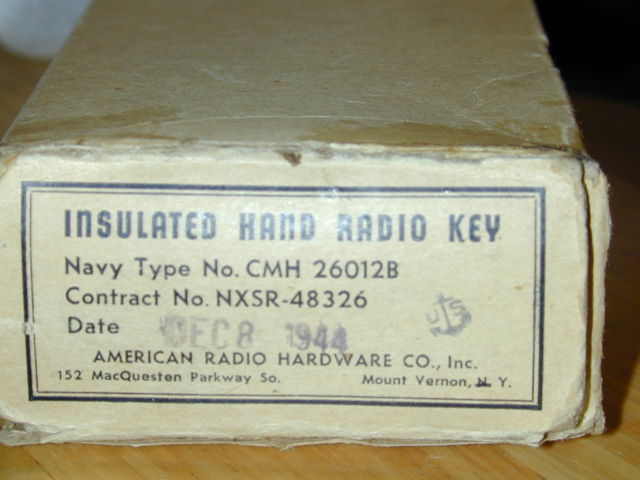 INSULATED HAND RADIO KEY
Navy Type No. CMH 26012B
Contract No. NXSR-48326
Date DEC 8 1944
US
AMERICAN RADIO HARDWARE CO., Inc.
152 MacQuesten Parkway So. Mount Vernon, N. Y.